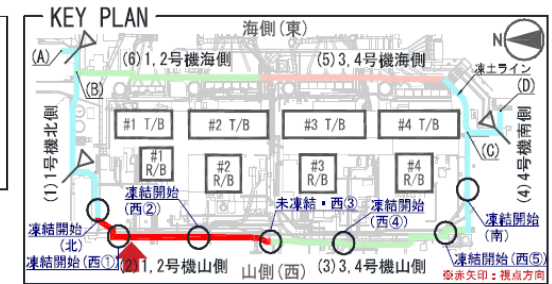 KEY PLAN
海側(東)
N
(A)
(6)1,2号機海側
(5)3,4号機海側
凍土ライン
(B)
(D)
#1 T/B
#2 T/B
#3 T/B
#4 T/B
(1)1号機北側
(4)4号機南側
(C)
#1
R/B
#2
R/B
#3
R/B
#4
R/B
凍結開始
(西②)
未凍結・西③
凍結開始
(西④)
凍結開始
(北)
凍結開始
(南)
凍結開始(西①)
(2)1,2号機山側
山側(西)
(3)3,4号機山側
凍結開始(西⑤)
※赤矢印:視点方向